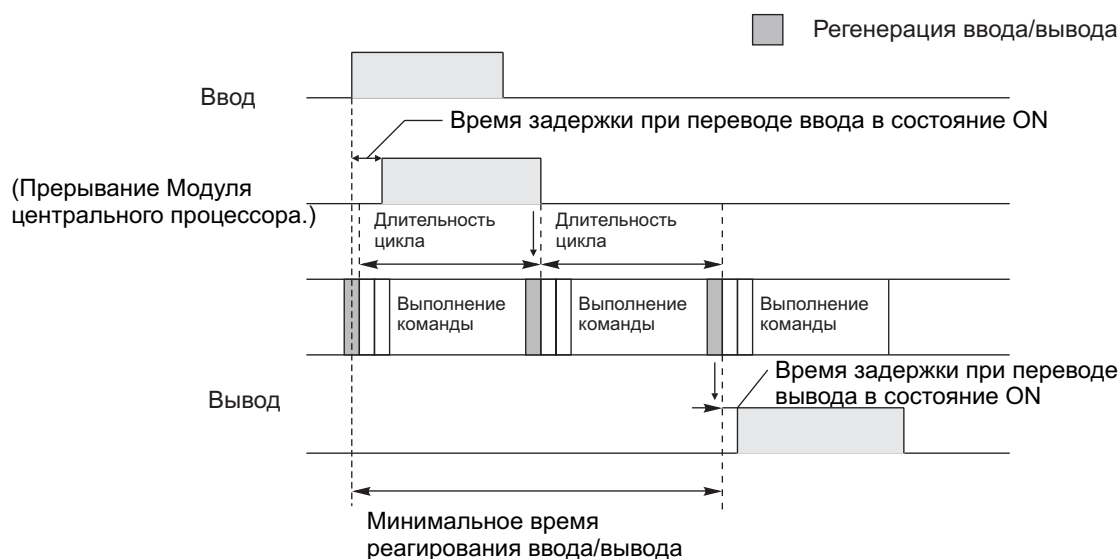 Регенерация ввода/вывода
Ввод
Время задержки при переводе ввода в состояние ON
(Прерывание Модуля
центрального процессора.)
Длительность
цикла
Длительность
цикла
Выполнение
команды
Выполнение
команды
Выполнение
команды
Время задержки при переводе
вывода в состояние ON
Вывод
Минимальное время
реагирования ввода/вывода